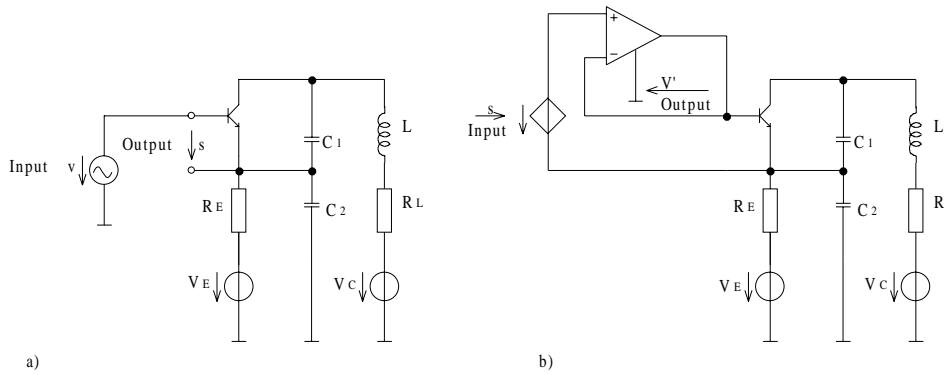 Input
v
Output
s
R E
V E
C 1
C 2
L
R L
V C
a)
s
Input
+
−
V'
Output
R E
V E
C 1
C 2
L
R
V C
b)